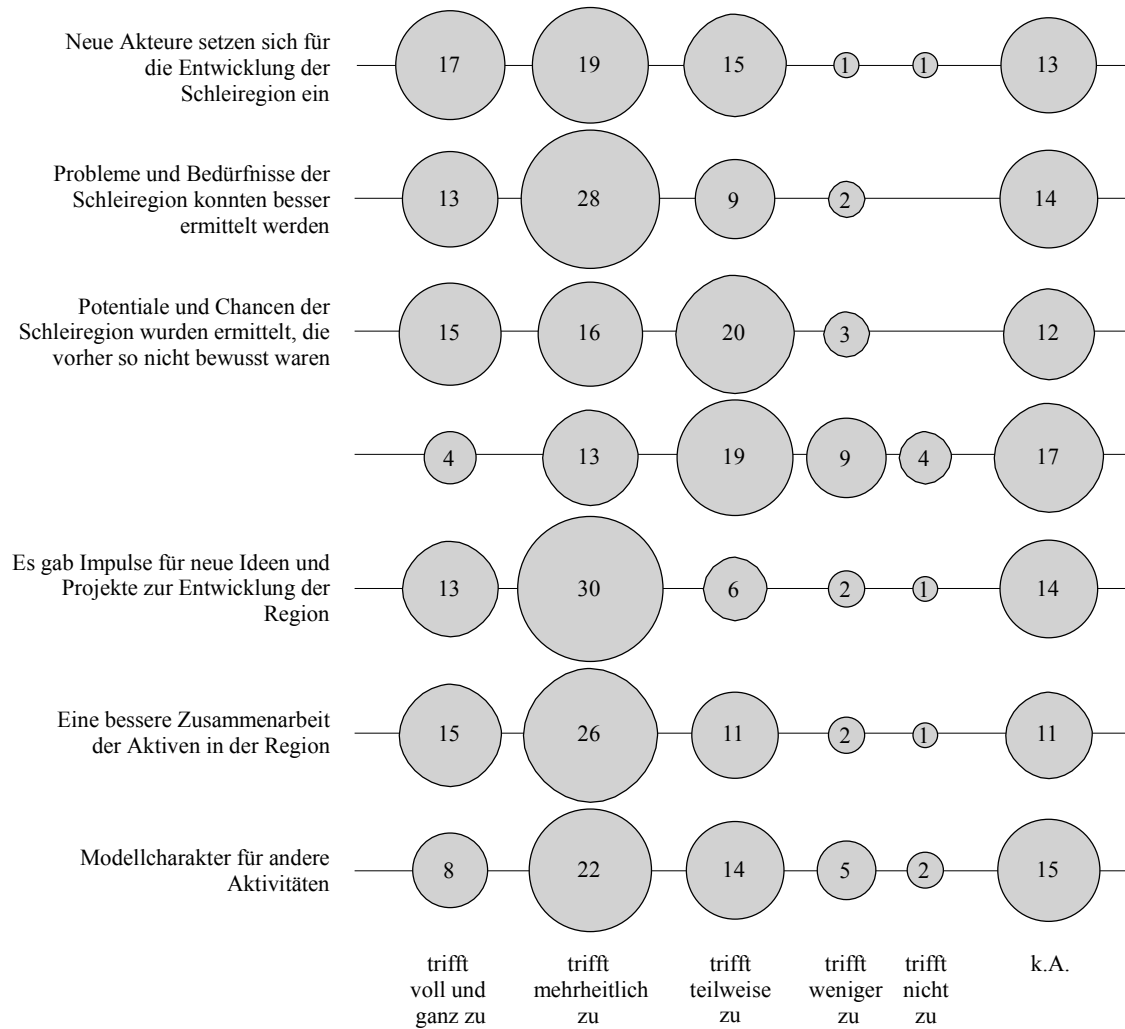 Neue Akteure setzen sich für
die Entwicklung der
Schleiregion ein
17 19 15 1 1 13
Probleme und Bedürfnisse der
Schleiregion konnten besser
ermittelt werden
13 28 9 2 14
Potentiale und Chancen der
Schleiregion wurden ermittelt, die
vorher so nicht bewusst waren
15 16 20 3 12
4 13 19 9 4 17
Es gab Impulse für neue Ideen und
Projekte zur Entwicklung der
Region
13 30 6 2 1 14
Eine bessere Zusammenarbeit
der Aktiven in der Region
15 26 11 2 1 11
Modellcharakter für andere
Aktivitäten
8 22 14 5 2 15
trifft
voll und
ganz zu
trifft
mehrheitlich
zu
trifft
teilweise
zu
trifft
weniger
zu
trifft
nicht
zu
k.A.